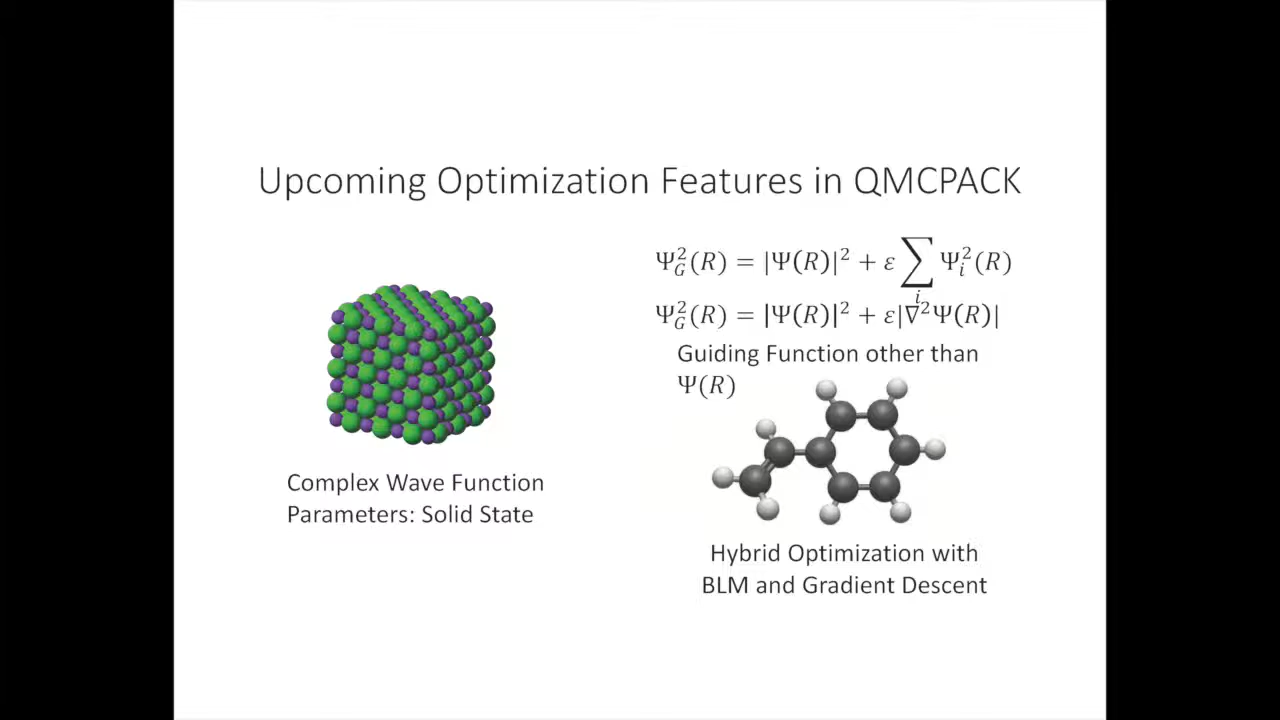 Upcoming Optimization Features in QMCPACK
Ψ_G^2(R) = |Ψ(R)|^2 + ε ∑_i Ψ_i^2(R)
Ψ_G^2(R) = |Ψ(R)|^2 + ε|∇^2Ψ(R)|
Guiding Function other than
Ψ(R)
Complex Wave Function
Parameters: Solid State
Hybrid Optimization with
BLM and Gradient Descent